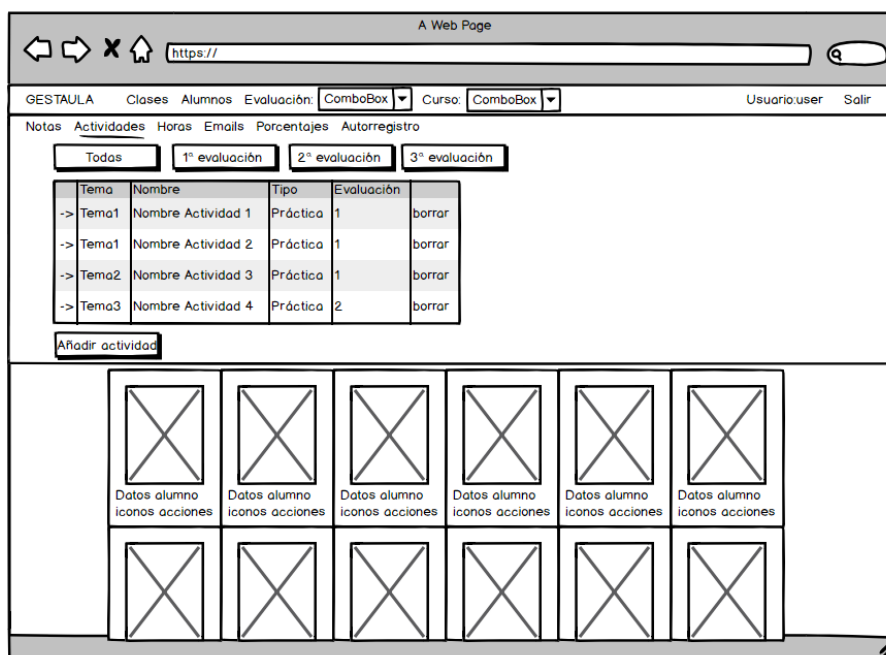 A Web Page
https://
GESTAULA Clases Alumnos Evaluación: ComboBox Curso: ComboBox Usuario:user Salir
Notas Actividades Horas Emails Porcentajes Autorregistro
Todas 1ª evaluación 2ª evaluación 3ª evaluación
Tema Nombre Tipo Evaluación
-> Tema1 Nombre Actividad 1 Práctica 1 borrar
-> Tema1 Nombre Actividad 2 Práctica 1 borrar
-> Tema2 Nombre Actividad 3 Práctica 1 borrar
-> Tema3 Nombre Actividad 4 Práctica 2 borrar
Añadir actividad
Datos alumno Datos alumno Datos alumno Datos alumno Datos alumno Datos alumno
iconos acciones iconos acciones iconos acciones iconos acciones iconos acciones iconos acciones